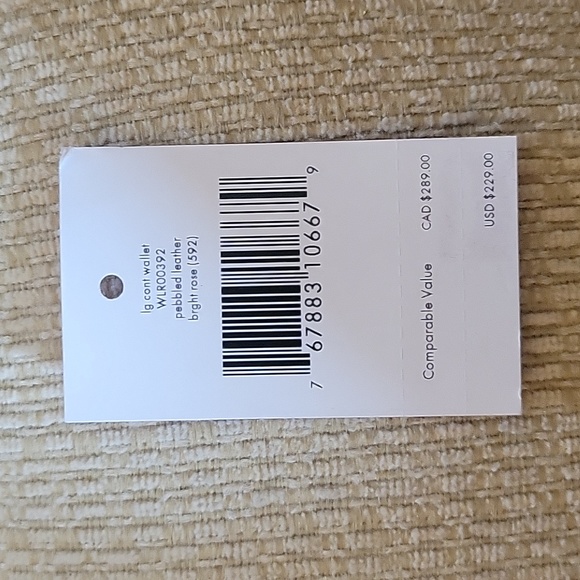 lg cont wallet
WLR00392
pebbled leather
brght rose (592)
7 67883 10667 9
Comparable Value CAD $289.00
USD $229.00